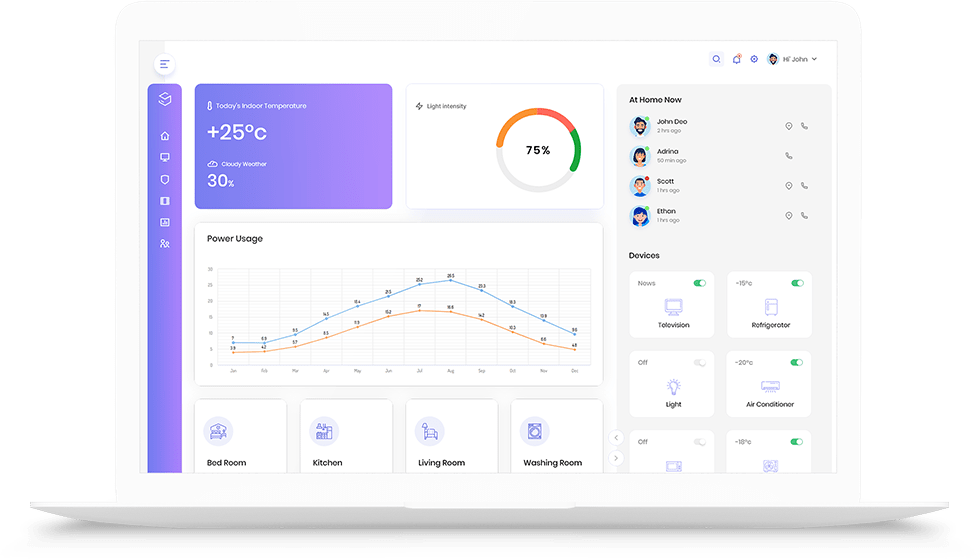 Hi' John
Today's Indoor Temperature
+25°c
Cloudy Weather
30%
Light intensity
75%
At Home Now
John Doo
2 hrs ago
Adrina
50 min ago
Scott
1 hrs ago
Ethan
1 hrs ago
Power Usage
30
25
20
15
10
5
0
7
6.9
9.5
14.5
18.4
21.5
25.2
26.5
23.3
18.3
13.9
9.6
3.9
4.2
5.7
8.5
11.9
15.2
17
16.6
14.2
10.3
6.6
4.8
Jan
Feb
Mar
Apr
May
Jun
Jul
Aug
Sep
Oct
Nov
Dec
Devices
News
Television
-15°c
Refrigerator
Off
Light
-20°c
Air Conditioner
Off
-18°c
Bed Room
Kitchen
Living Room
Washing Room